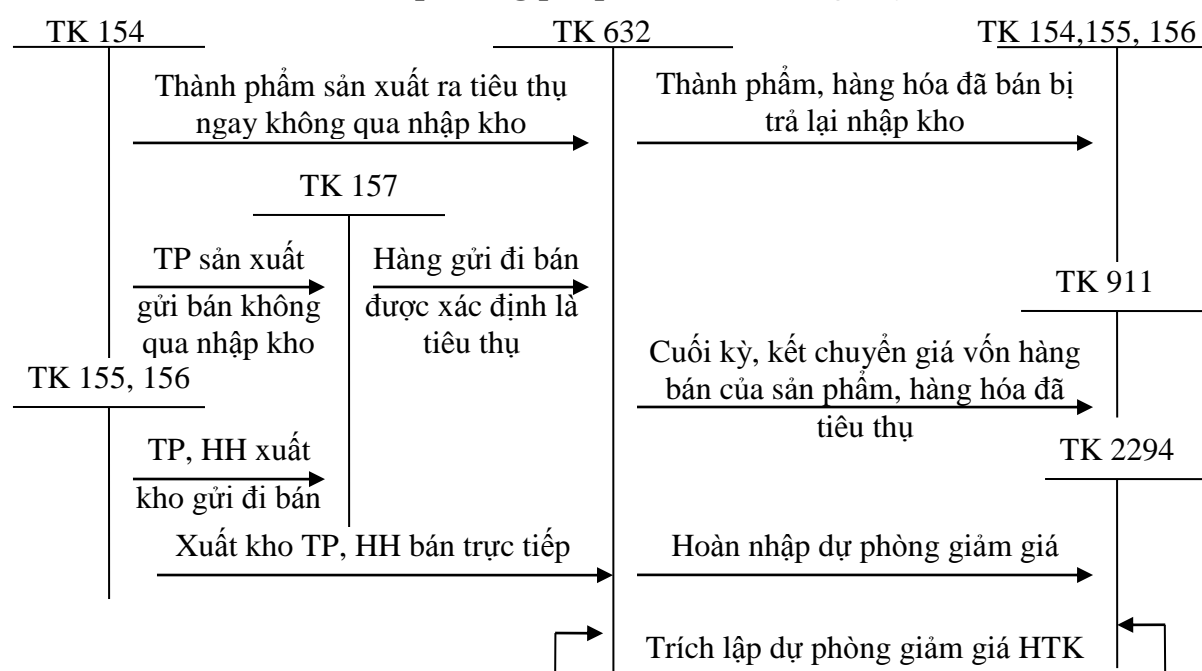 TK 154
TK 632
TK 154,155, 156
Thành phẩm sản xuất ra tiêu thụ
ngay không qua nhập kho
Thành phẩm, hàng hóa đã bán bị
trả lại nhập kho
TK 157
TP sản xuất
gửi bán không
qua nhập kho
Hàng gửi đi bán
được xác định là
tiêu thụ
TK 911
Cuối kỳ, kết chuyển giá vốn hàng
bán của sản phẩm, hàng hóa đã
tiêu thụ
TK 155, 156
TP, HH xuất
kho gửi đi bán
TK 2294
Xuất kho TP, HH bán trực tiếp
Hoàn nhập dự phòng giảm giá
Trích lập dự phòng giảm giá HTK